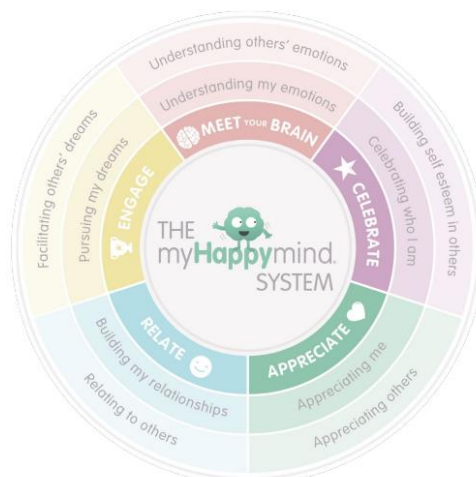 Understanding others' emotions
Understanding my emotions
MEET YOUR BRAIN
Building self esteem in others
Celebrating who I am
CELEBRATE
Appreciating others
Appreciating me
APPRECIATE
Relating to others
Building my relationships
RELATE
Facilitating others' dreams
Pursuing my dreams
ENGAGE
THE
myHappymind
SYSTEM